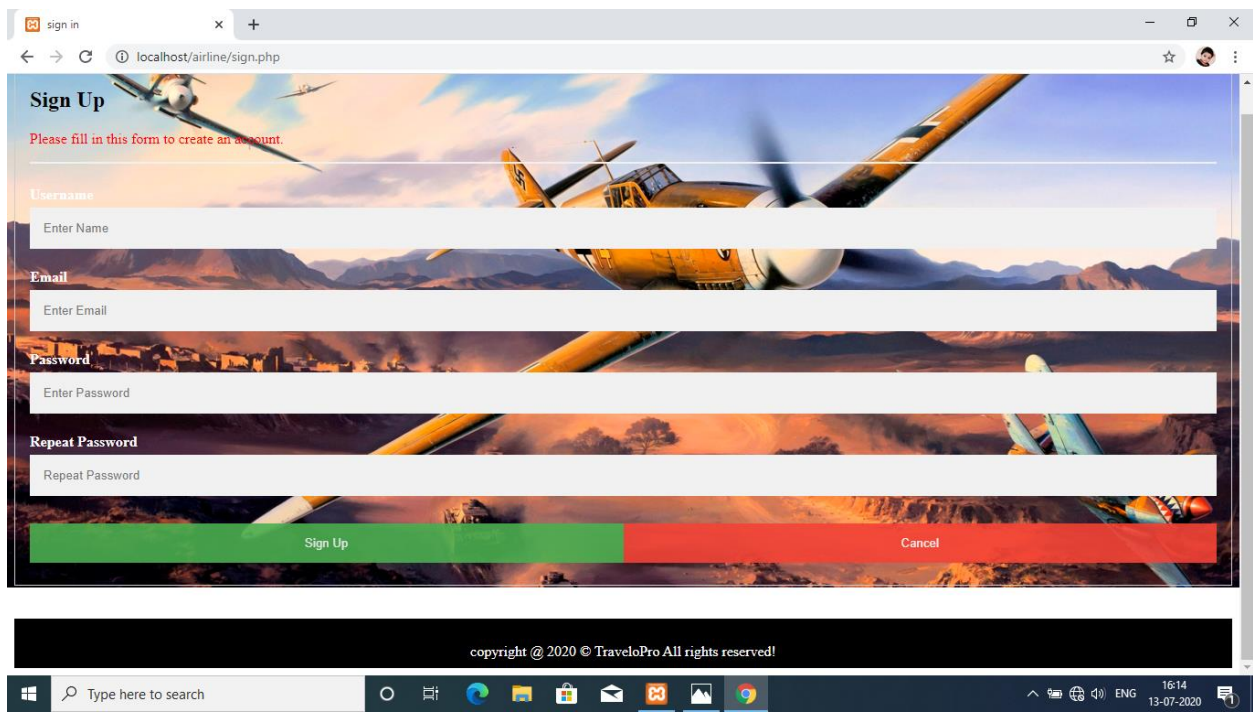 sign in
localhost/airline/sign.php
Sign Up
Please fill in this form to create an account.
Username
Enter Name
Email
Enter Email
Password
Enter Password
Repeat Password
Repeat Password
Sign Up Cancel
copyright @ 2020 © TraveloPro All rights reserved!
Type here to search
ENG
16:14
13-07-2020
1